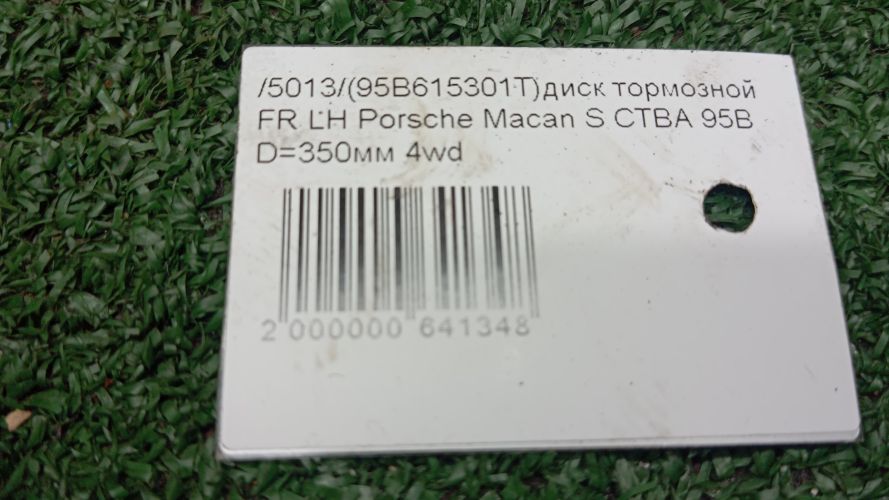 /5013/(95B615301T)диск тормозной
FR LH Porsche Macan S CTBA 95B
D=350мм 4wd
2 000000 641348